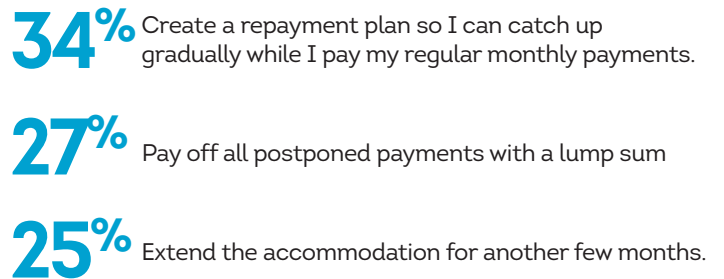 34% Create a repayment plan so I can catch up
gradually while I pay my regular monthly payments.
27% Pay off all postponed payments with a lump sum
25% Extend the accommodation for another few months.